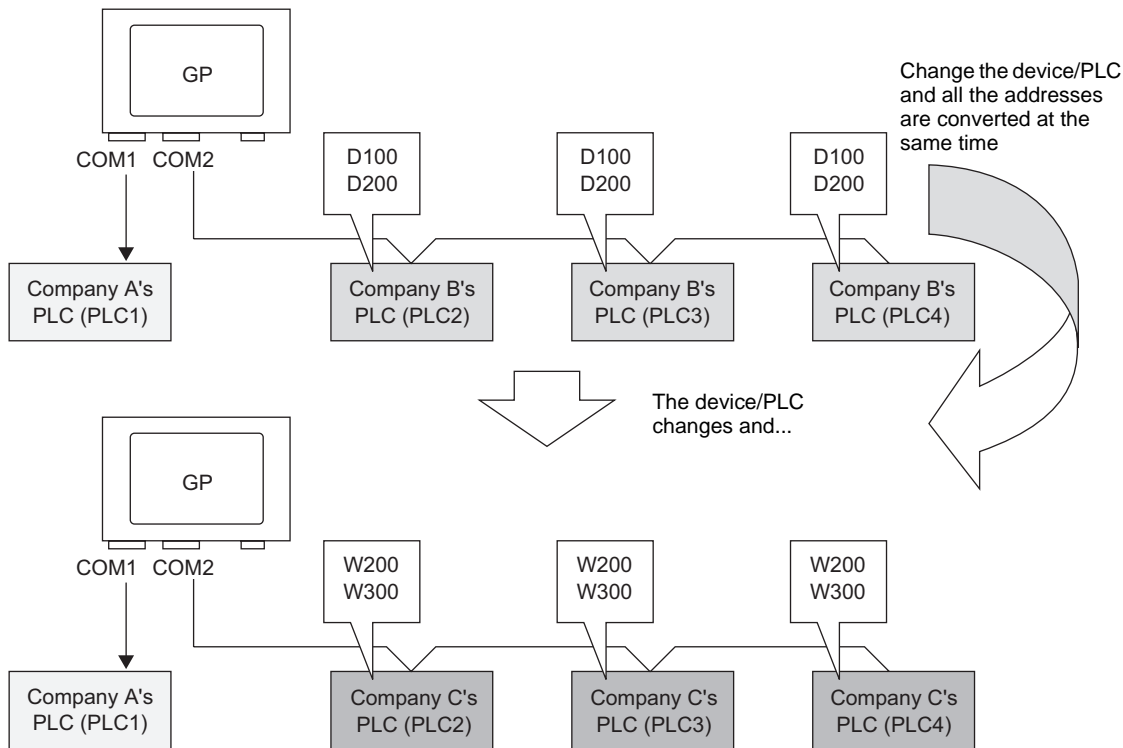 GP
COM1 COM2
D100
D200
D100
D200
D100
D200
Change the device/PLC
and all the addresses
are converted at the
same time
Company A's
PLC (PLC1)
Company B's
PLC (PLC2)
Company B's
PLC (PLC3)
Company B's
PLC (PLC4)
The device/PLC
changes and...
GP
COM1 COM2
W200
W300
W200
W300
W200
W300
Company A's
PLC (PLC1)
Company C's
PLC (PLC2)
Company C's
PLC (PLC3)
Company C's
PLC (PLC4)